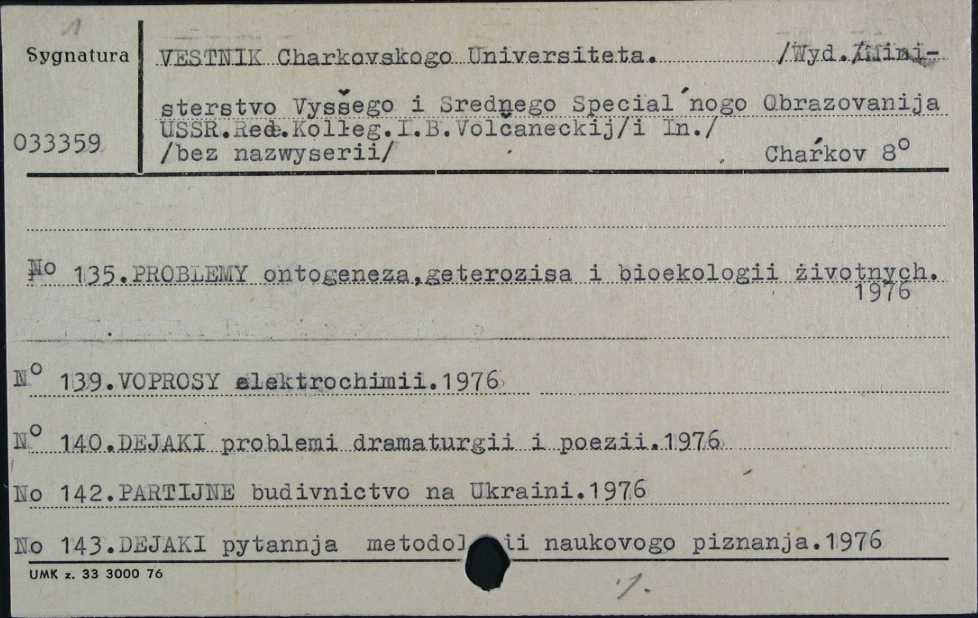 1
Sygnatura VESTNIK Charkovskogo Universiteta. /Wyd./Mini-
sterstvo Vysšego i Srednego Special´nogo Obrazovanija
USSR.Red.Kolleg.I.B.Volčaneckij/i In./
033359 /bez nazwyserii/ Chaŕkov 8°
No 135.PROBLEMY ontogeneza,geterozisa i bioekologii životnych.
1976
N° 139.VOPROSY elektrochimii.1976
N° 140.DEJAKI problemi dramaturgii i poezii.1976
No 142.PARTIJNE budivnictvo na Ukraini.1976
No 143.DEJAKI pytannja metodol ii naukovogo piznanja.1976
UMK z. 33 3000 76